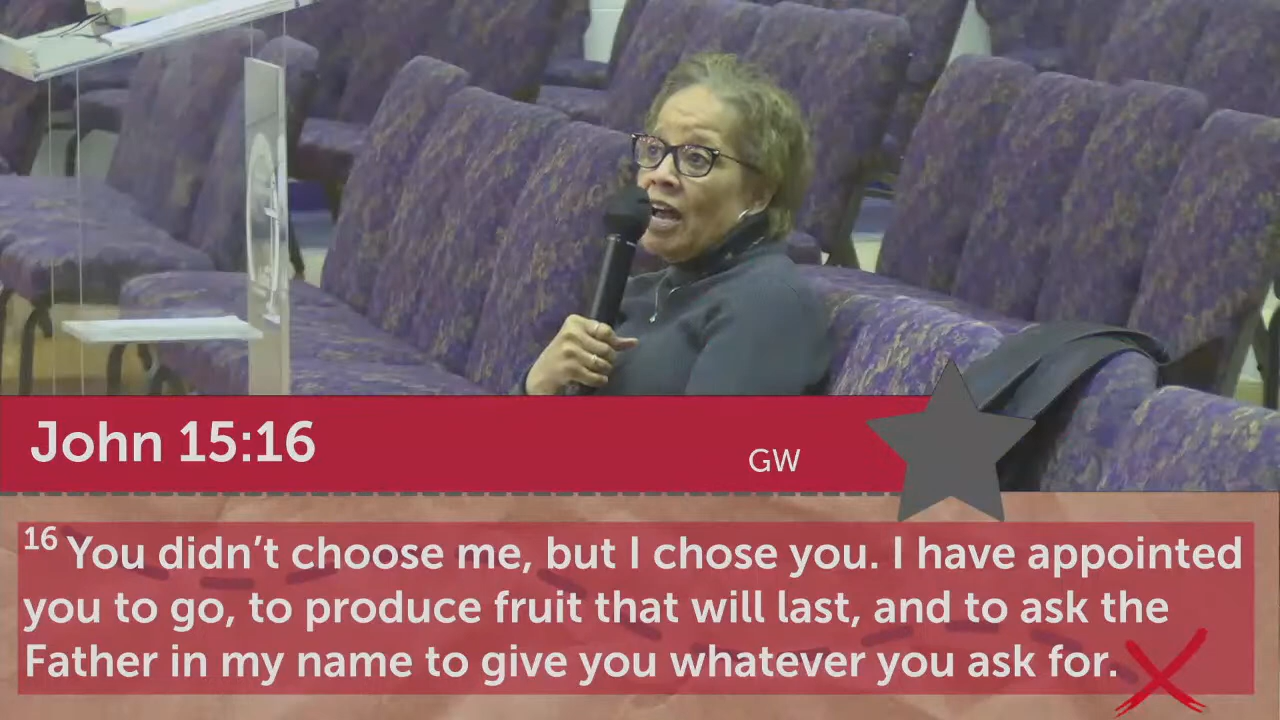 John 15:16
GW
16 You didn't choose me, but I chose you. I have appointed
you to go, to produce fruit that will last, and to ask the
Father in my name to give you whatever you ask for.